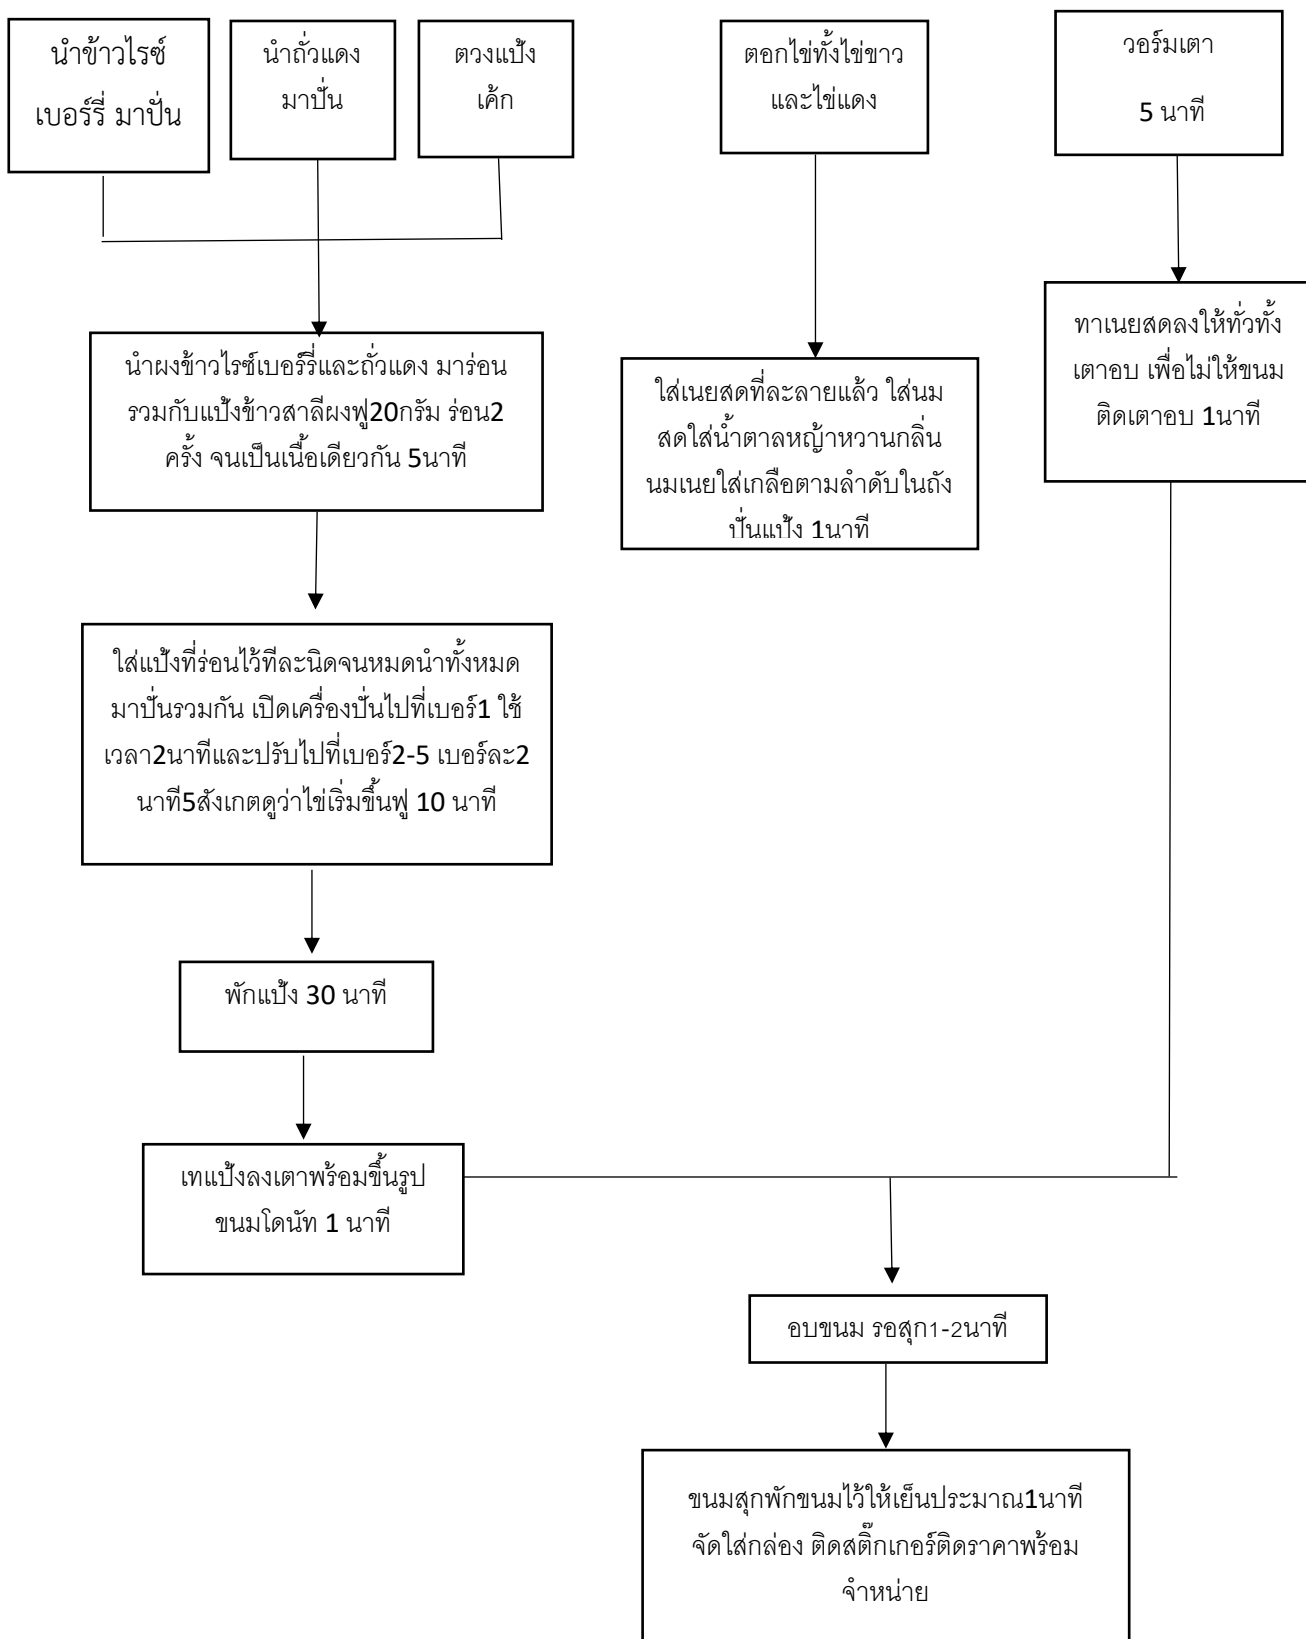 นำข้าวไรซ์
เบอร์รี่ มาปั่น
นำถั่วแดง
มาปั่น
ตวงแป้ง
เค้ก
ตอกไข่ทั้งไข่ขาว
และไข่แดง
วอร์มเตา
5 นาที
นำผงข้าวไรซ์เบอร์รี่และถั่วแดง มาร่อน
รวมกับแป้งข้าวสาลีผงฟู20กรัม ร่อน2
ครั้ง จนเป็นเนื้อเดียวกัน 5นาที
ใส่เนยสดที่ละลายแล้ว ใส่นม
สดใส่น้ำตาลหญ้าหวานกลิ่น
นมเนยใส่เกลือตามลำดับในถัง
ปั่นแป้ง 1นาที
ทาเนยสดลงให้ทั่วทั้ง
เตาอบ เพื่อไม่ให้ขนม
ติดเตาอบ 1นาที
ใส่แป้งที่ร่อนไว้ทีละนิดจนหมดนำทั้งหมด
มาปั่นรวมกัน เปิดเครื่องปั่นไปที่เบอร์1 ใช้
เวลา2นาทีและปรับไปที่เบอร์2-5 เบอร์ละ2
นาที5สังเกตดูว่าไข่เริ่มขึ้นฟู 10 นาที
พักแป้ง 30 นาที
เทแป้งลงเตาพร้อมขึ้นรูป
ขนมโดนัท 1 นาที
อบขนม รอสุก1-2นาที
ขนมสุกพักขนมไว้ให้เย็นประมาณ1นาที
จัดใส่กล่อง ติดสติ๊กเกอร์ติดราคาพร้อม
จำหน่าย